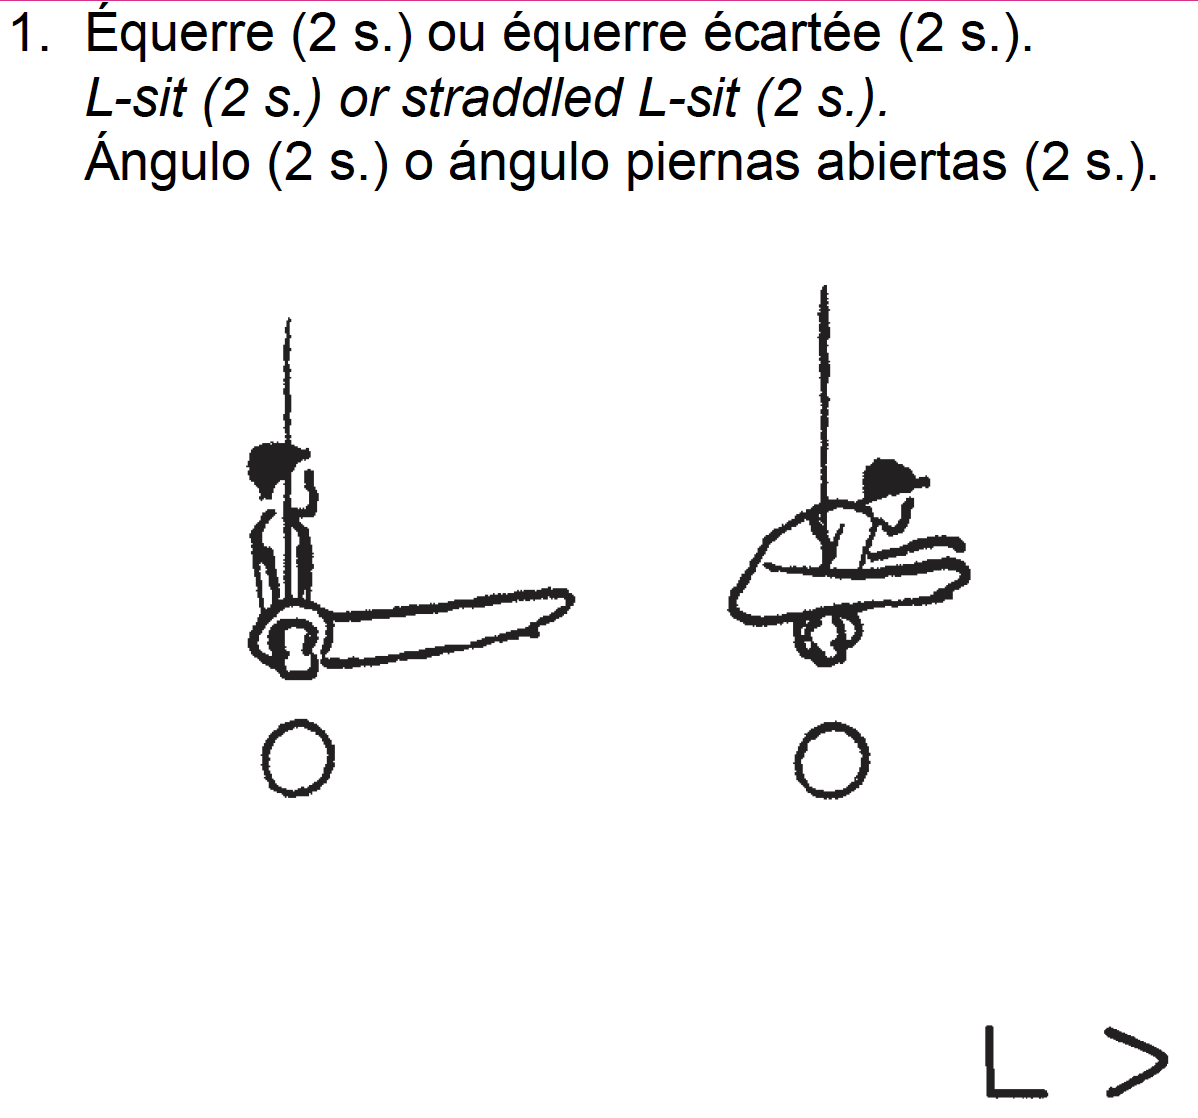 1. Équerre (2 s.) ou équerre écartée (2 s.).
L-sit (2 s.) or straddled L-sit (2 s.).
Ángulo (2 s.) o ángulo piernas abiertas (2 s.).